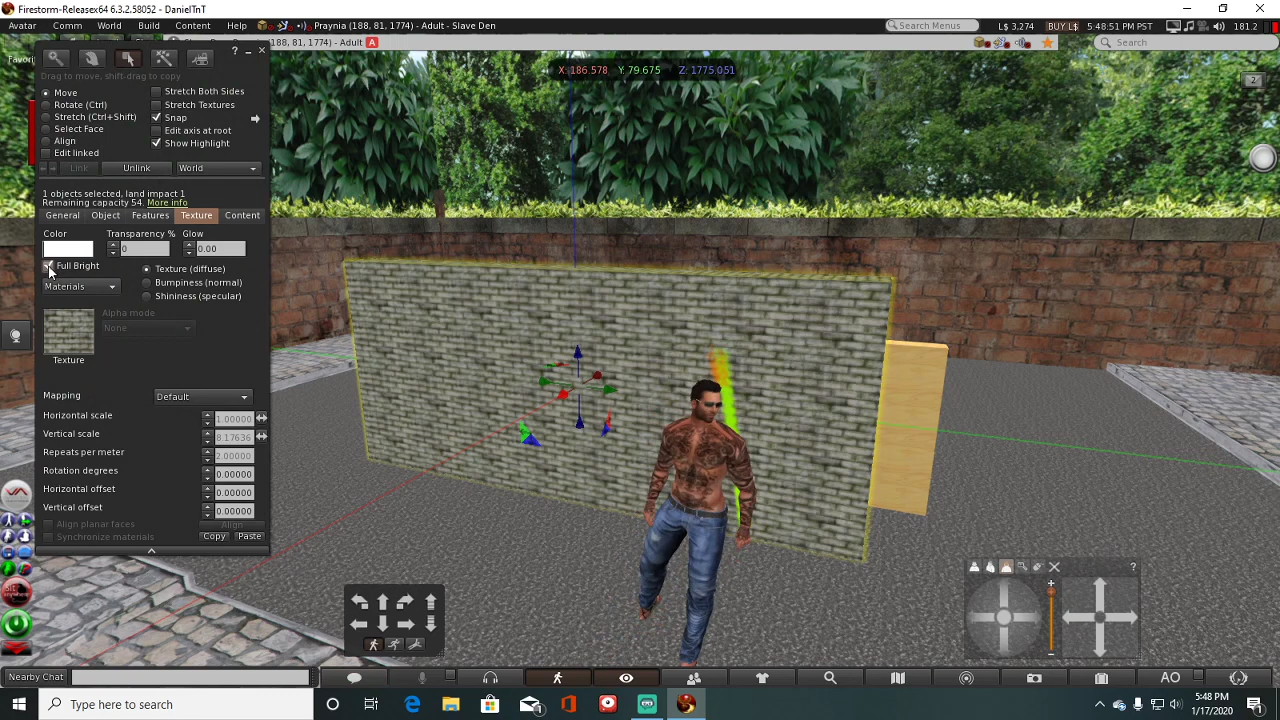 Firestorm-Releasex64 6.3.2.58052 - DanielTnT
Avatar Comm World Build Content Help Praynia (188, 81, 1774) - Adult - Slave Den Search Menus L$ 3,274 BUY L$ 5:48:51 PM PST 181.2
(188, 81, 1774) - Adult A Search
X: 186.578 Y: 79.675 Z: 1775.051
2
? _ ×
Drag to move, shift-drag to copy
Move Stretch Both Sides
Rotate (Ctrl) Stretch Textures
Stretch (Ctrl+Shift) Snap
Select Face Edit axis at root
Align Show Highlight
Edit linked
Link Unlink World
1 objects selected, land impact 1
Remaining capacity 54. More info
General Object Features Texture Content
Color Transparency % Glow
0 0.00
Full Bright Texture (diffuse)
Materials Bumpiness (normal)
Shininess (specular)
Alpha mode
None
Texture
Mapping Default
Horizontal scale 1.00000
Vertical scale 8.17636
Repeats per meter 2.00000
Rotation degrees 0.00000
Horizontal offset 0.00000
Vertical offset 0.00000
Align planar faces Align
Synchronize materials Copy Paste
?
Nearby Chat AO
Type here to search 5:48 PM
1/17/2020